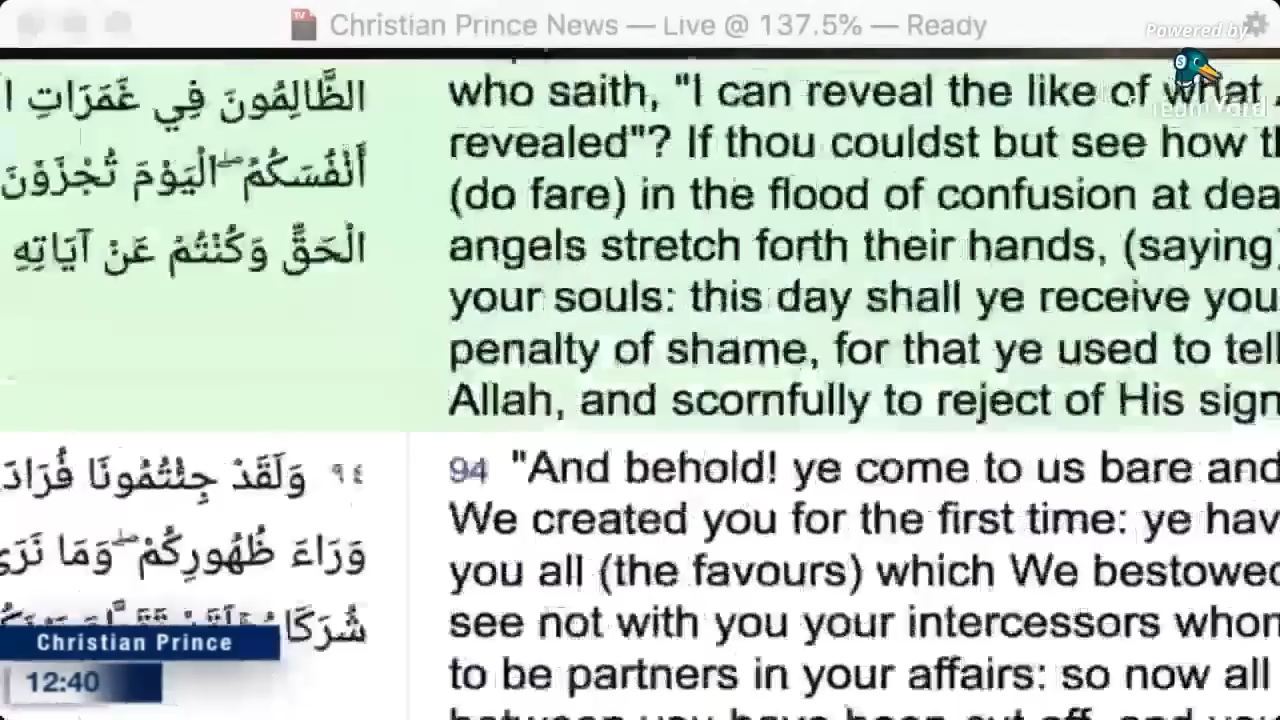 Christian Prince News — Live @ 137.5% — Ready
Powered by
StreamYard
الظَّالِمُونَ فِي غَمَرَاتِ
أَنْفُسَكُمُ ۖ الْيَوْمَ تُجْزَوْنَ
الْحَقِّ وَكُنْتُمْ عَنْ آيَاتِهِ
who saith, "I can reveal the like of what
revealed"? If thou couldst but see how
(do fare) in the flood of confusion at
angels stretch forth their hands, (saying
your souls: this day shall ye receive
penalty of shame, for that ye used to tell
Allah, and scornfully to reject of His
٩٤ وَلَقَدْ جِئْتُمُونَا
وَرَاءَ ظُهُورِكُمْ ۖ وَمَا
94 "And behold! ye come to us bare and
We created you for the first time: ye
you all (the favours) which We
see not with you your intercessors
to be partners in your affairs: so now all
Christian Prince
12:40